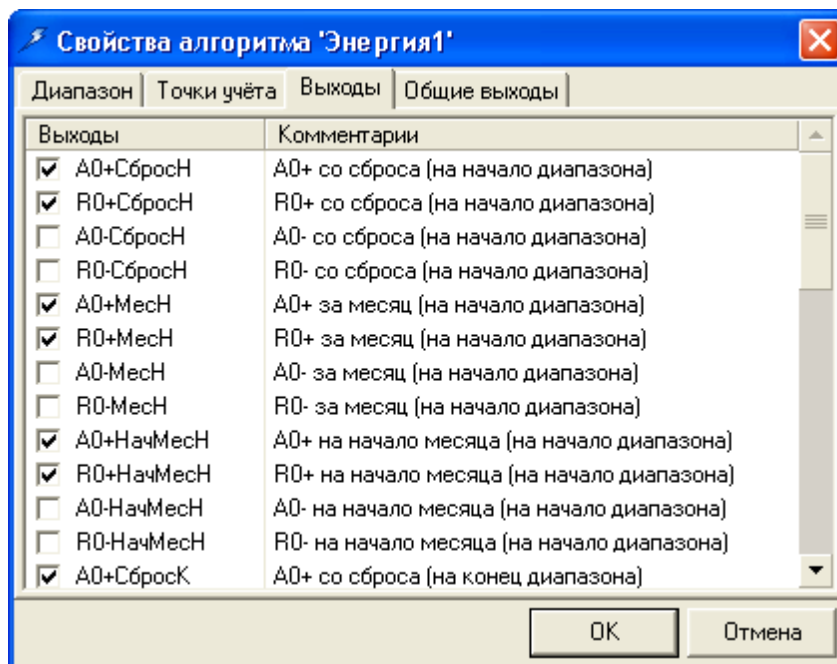 Свойства алгоритма 'Энергия1'
Диапазон Точки учёта Выходы Общие выходы
Выходы Комментарии
A0+СбросН A0+ со сброса (на начало диапазона)
R0+СбросН R0+ со сброса (на начало диапазона)
A0-СбросН A0- со сброса (на начало диапазона)
R0-СбросН R0- со сброса (на начало диапазона)
A0+МесН A0+ за месяц (на начало диапазона)
R0+МесН R0+ за месяц (на начало диапазона)
A0-МесН A0- за месяц (на начало диапазона)
R0-МесН R0- за месяц (на начало диапазона)
A0+НачМесН A0+ на начало месяца (на начало диапазона)
R0+НачМесН R0+ на начало месяца (на начало диапазона)
A0-НачМесН A0- на начало месяца (на начало диапазона)
R0-НачМесН R0- на начало месяца (на начало диапазона)
A0+СбросК A0+ со сброса (на конец диапазона)
OK Отмена